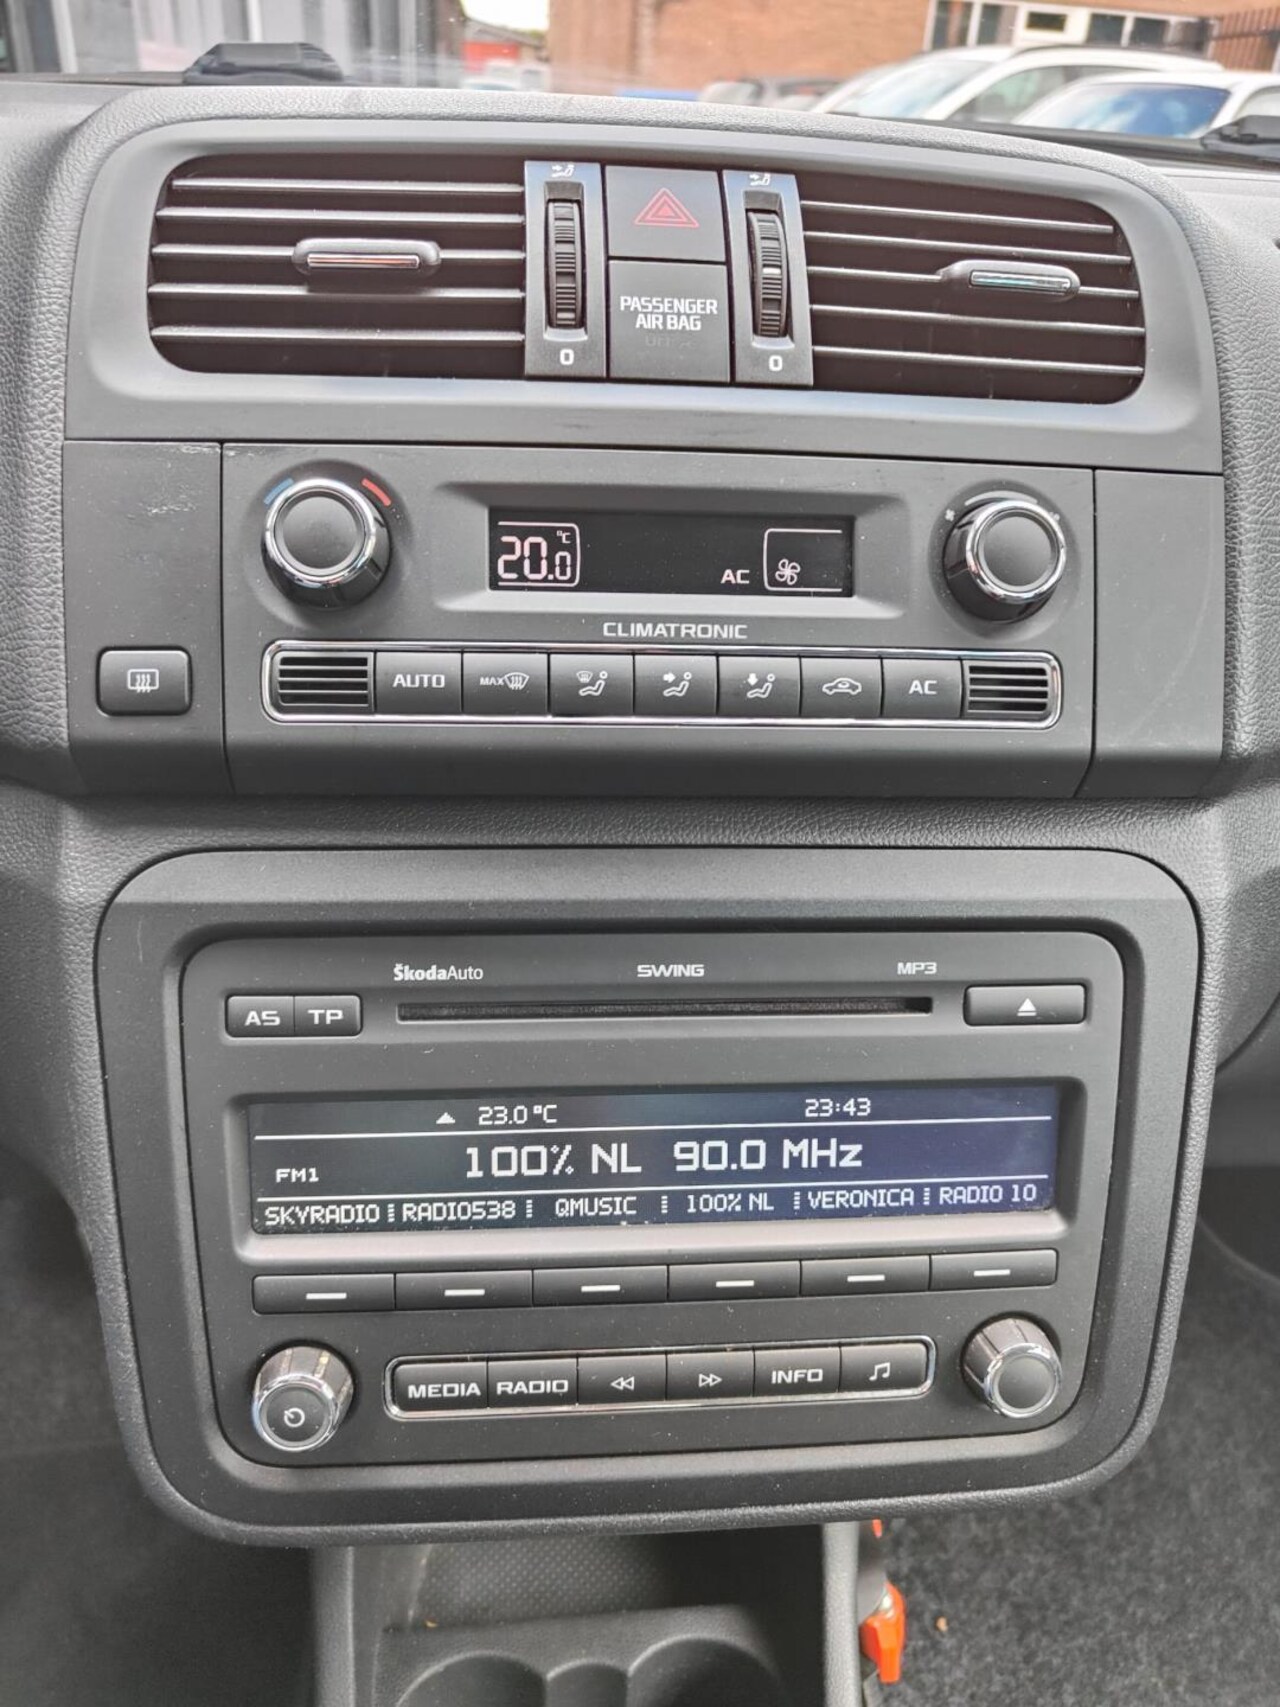 PASSENGER
AIR BAG
OFF
0
0
20.0 °C
AC
CLIMATRONIC
AUTO
MAX
AC
ŠkodaAuto
SWING
MP3
AS
TP
23.0 °C
23:43
FM1
100% NL 90.0 MHz
SKYRADIO RADIO538 QMUSIC 100% NL VERONICA RADIO 10
MEDIA
RADIO
INFO